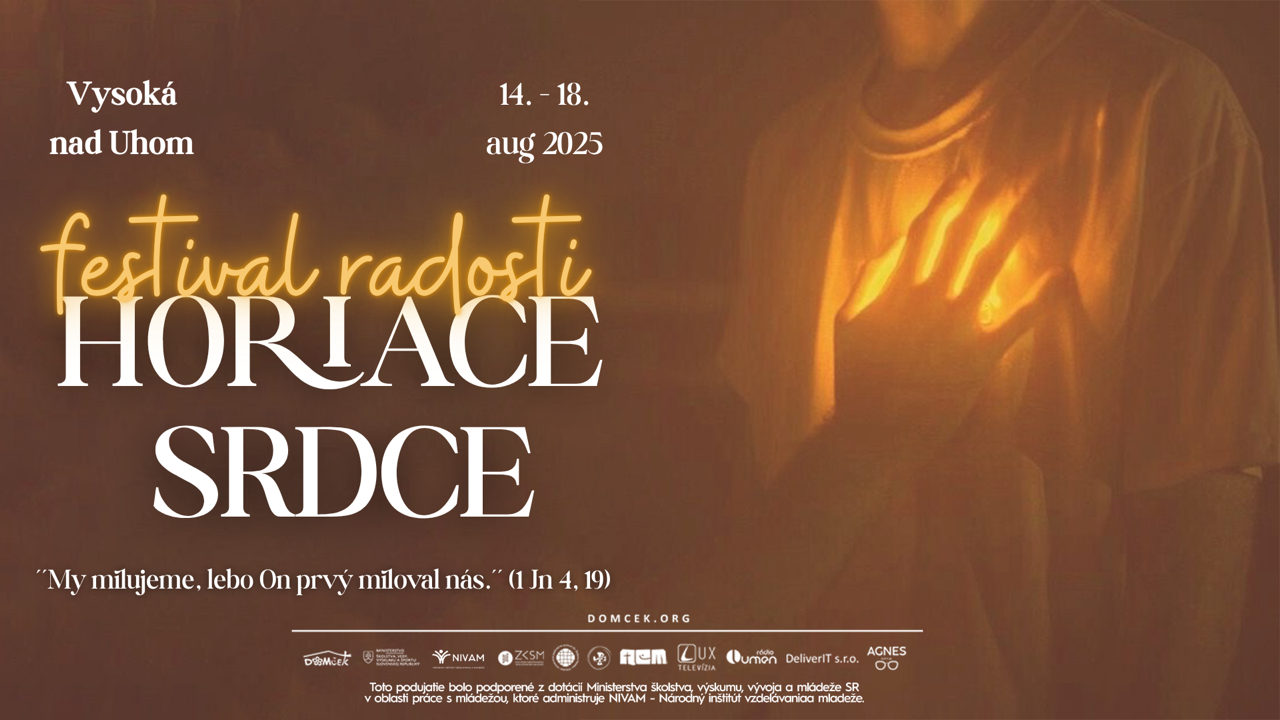 Vysoká
nad Uhom
14. - 18.
aug 2025
festival radosti
HORIACE
SRDCE
´´My milujeme, lebo On prvý miloval nás.´´ (1 Jn 4, 19)
DOMCEK.ORG
DOMČEK
NIVAM
ZKSM
LUX
TELEVÍZIA
rádio
Lumen
DeliverIT s.r.o.
AGNES
Toto podujatie bolo podporené z dotácií Ministerstva školstva, výskumu, vývoja a mládeže SR
v oblasti práce s mládežou, ktoré administruje NIVAM - Národný inštitút vzdelávaniaa mladeže.